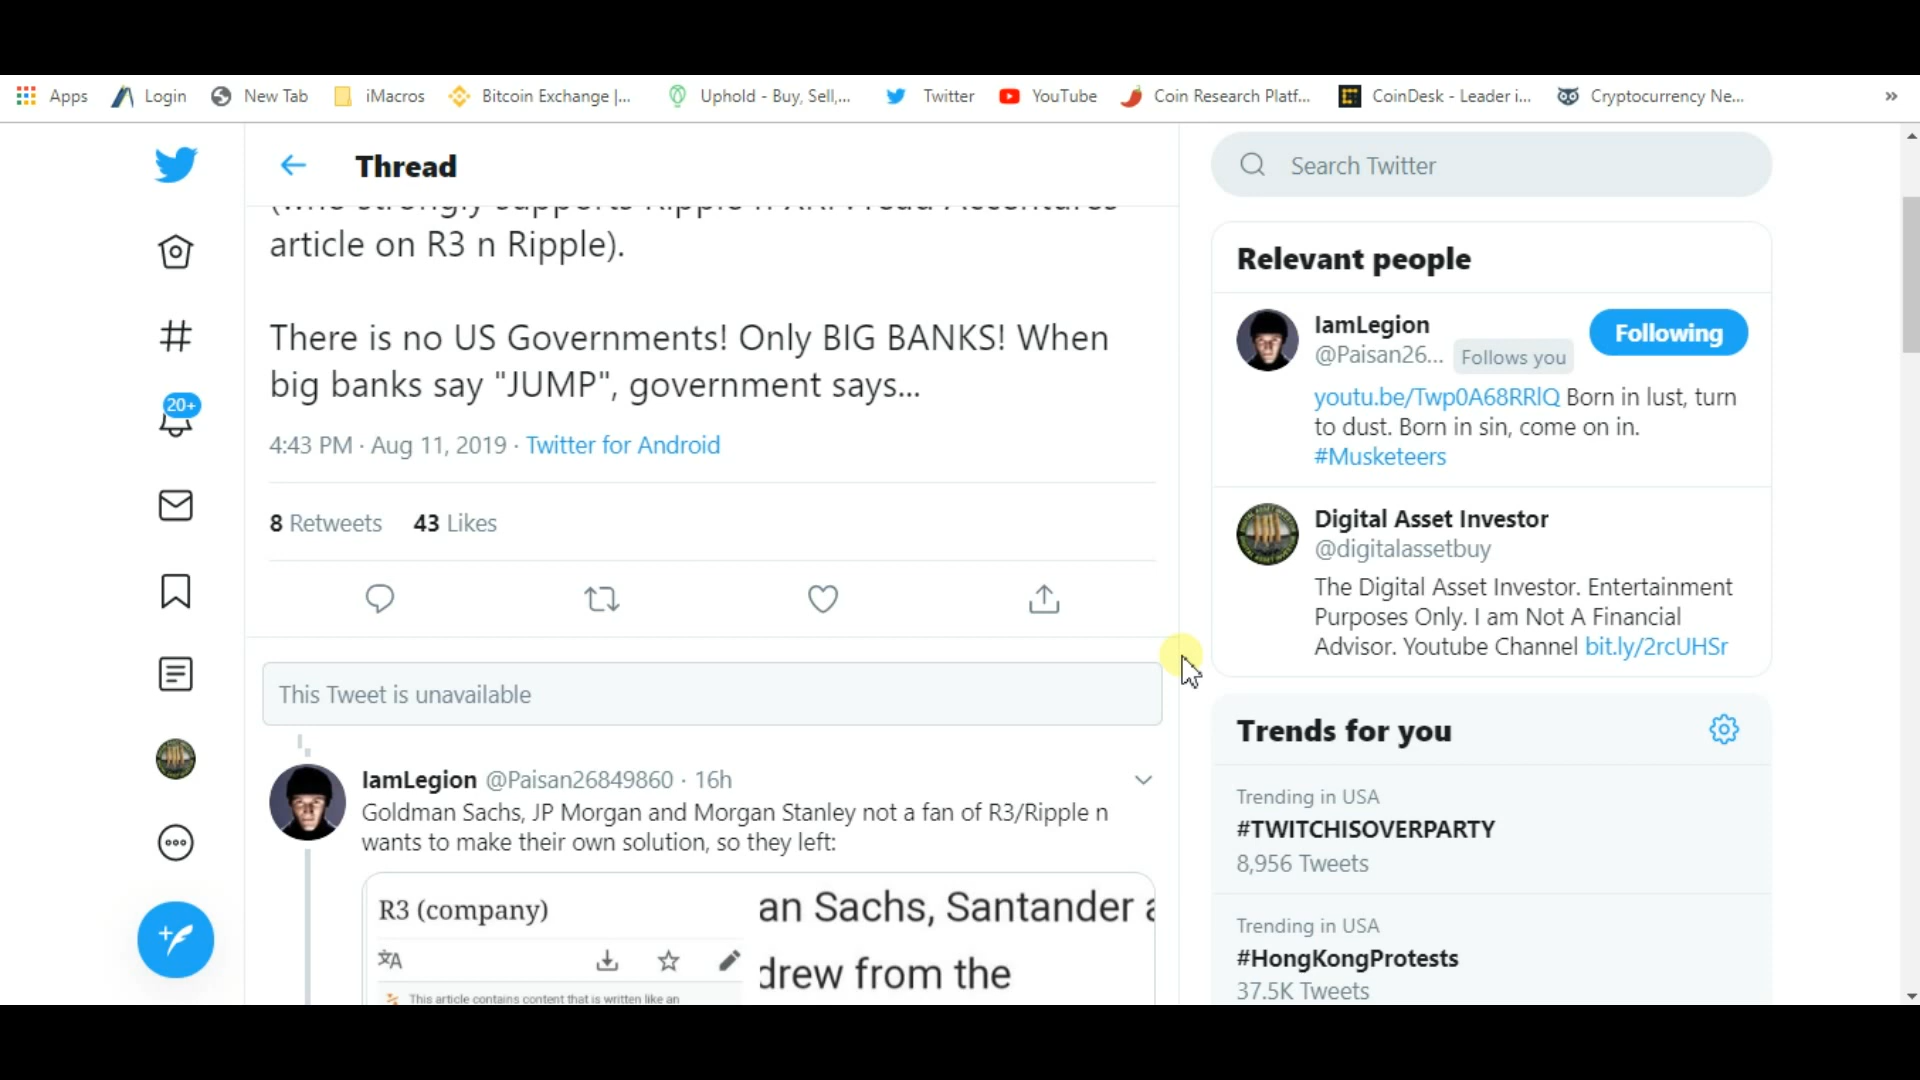 Apps Login New Tab iMacros Bitcoin Exchange |... Uphold - Buy, Sell,... Twitter YouTube Coin Research Platf... CoinDesk - Leader i... Cryptocurrency Ne... »
Thread
article on R3 n Ripple).
There is no US Governments! Only BIG BANKS! When
big banks say "JUMP", government says...
4:43 PM · Aug 11, 2019 · Twitter for Android
8 Retweets 43 Likes
This Tweet is unavailable
IamLegion @Paisan26849860 · 16h
Goldman Sachs, JP Morgan and Morgan Stanley not a fan of R3/Ripple n
wants to make their own solution, so they left:
R3 (company)
This article contains content that is written like an
an Sachs, Santander a
drew from the
20+
Search Twitter
Relevant people
IamLegion
@Paisan26... Follows you
Following
youtu.be/Twp0A68RRlQ Born in lust, turn
to dust. Born in sin, come on in.
#Musketeers
Digital Asset Investor
@digitalassetbuy
The Digital Asset Investor. Entertainment
Purposes Only. I am Not A Financial
Advisor. Youtube Channel bit.ly/2rcUHSr
Trends for you
Trending in USA
#TWITCHISOVERPARTY
8,956 Tweets
Trending in USA
#HongKongProtests
37.5K Tweets